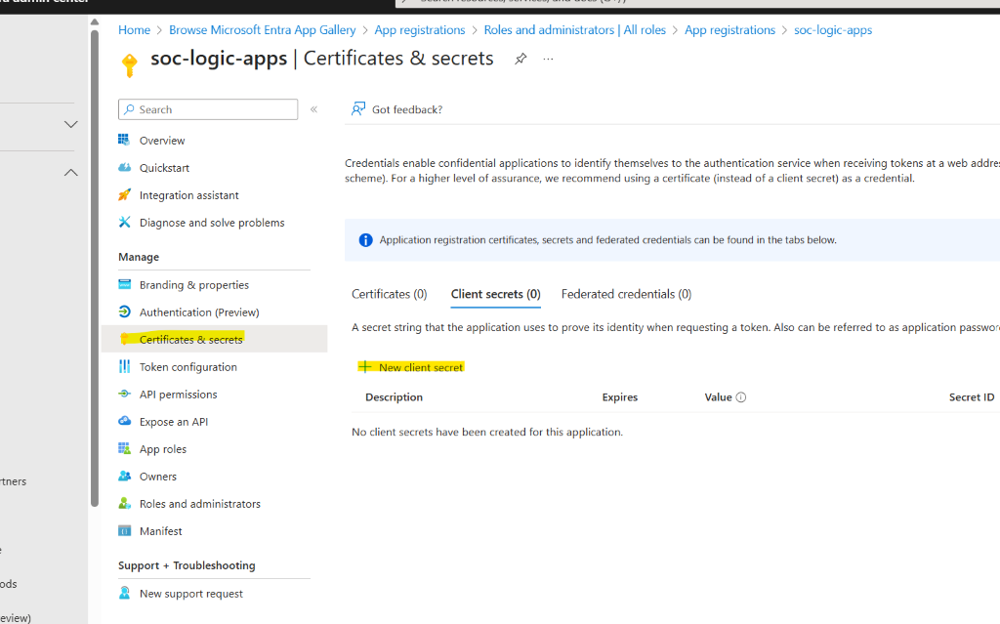 Home > Browse Microsoft Entra App Gallery > App registrations > Roles and administrators | All roles > App registrations > soc-logic-apps
soc-logic-apps | Certificates & secrets
Search
Got feedback?
Overview
Quickstart
Integration assistant
Diagnose and solve problems
Manage
Branding & properties
Authentication (Preview)
Certificates & secrets
Token configuration
API permissions
Expose an API
App roles
Owners
Roles and administrators
Manifest
Support + Troubleshooting
New support request
Credentials enable confidential applications to identify themselves to the authentication service when receiving tokens at a web addre
scheme). For a higher level of assurance, we recommend using a certificate (instead of a client secret) as a credential.
Application registration certificates, secrets and federated credentials can be found in the tabs below.
Certificates (0) Client secrets (0) Federated credentials (0)
A secret string that the application uses to prove its identity when requesting a token. Also can be referred to as application passwor
+ New client secret
Description Expires Value Secret ID
No client secrets have been created for this application.